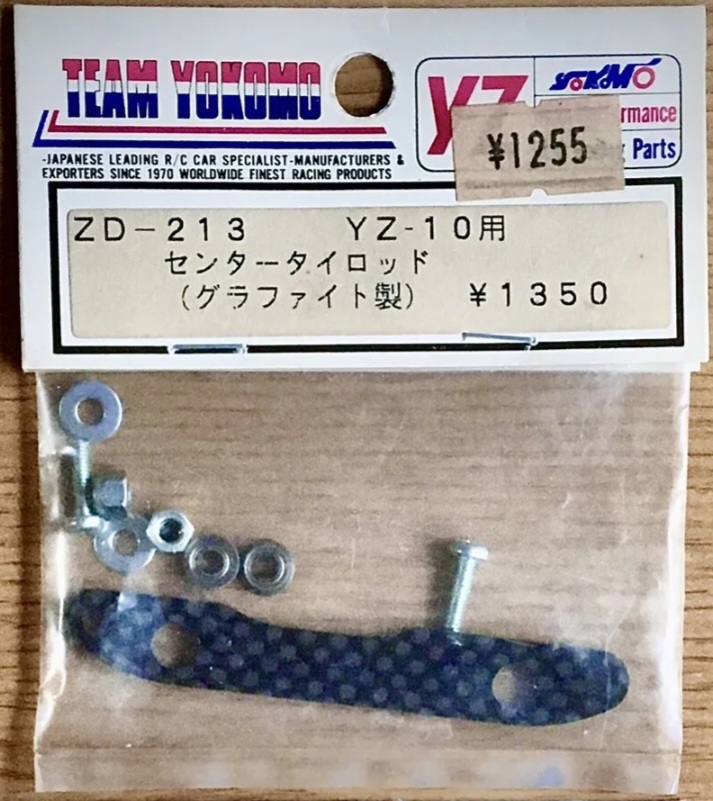 TEAM YOKOMO
-JAPANESE LEADING R/C CAR SPECIALIST-MANUFACTURERS &
EXPORTERS SINCE 1970 WORLDWIDE FINEST RACING PRODUCTS
YZ
YOKOMO
Parts
¥1255
ZD-213 YZ-10用
センタータイロッド
(グラファイト製) ¥1350